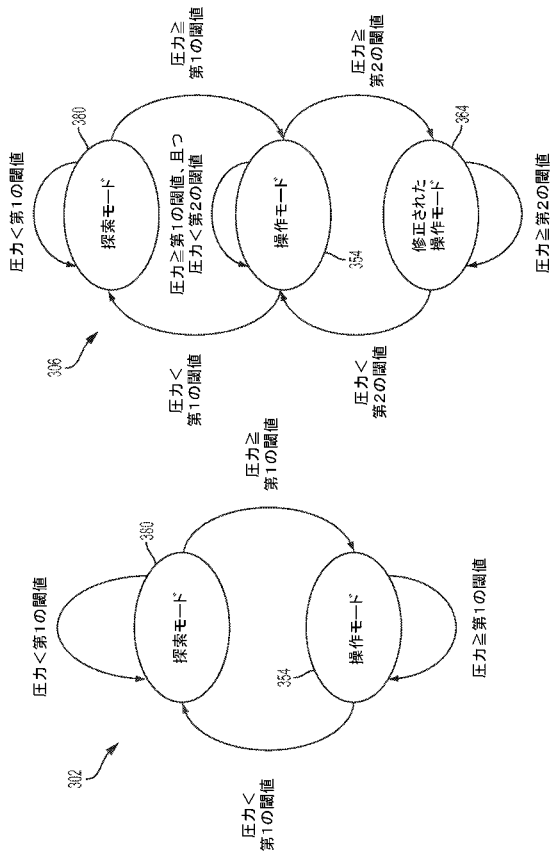 302
圧力＜第1の閾値
380
探索モード
圧力≧
第1の閾値
圧力＜
第1の閾値
354
操作モード
圧力≧第1の閾値
306
圧力＜第1の閾値
380
探索モード
圧力≧
第1の閾値
圧力≧第1の閾値、且つ
圧力＜第2の閾値
圧力＜
第1の閾値
操作モード
354
圧力≧
第2の閾値
圧力＜
第2の閾値
364
修正された
操作モード
圧力≧第2の閾値